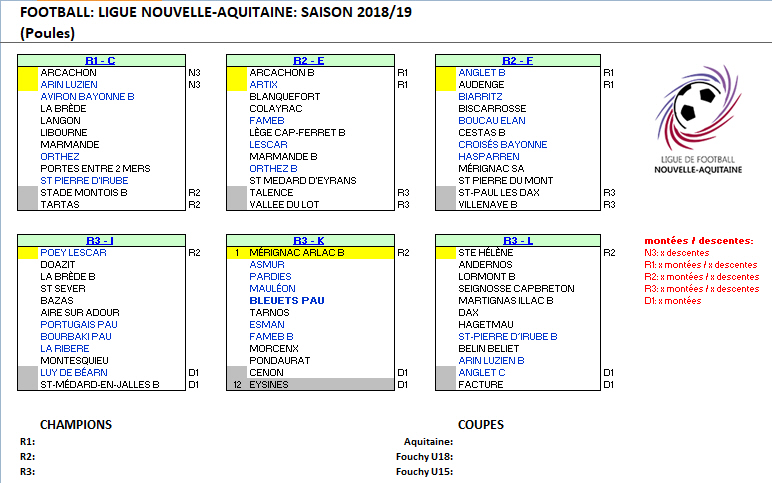 FOOTBALL: LIGUE NOUVELLE-AQUITAINE: SAISON 2018/19
(Poules)
R1 - C
ARCACHON N3
ARIN LUZIEN N3
AVIRON BAYONNE B
LA BRÈDE
LANGON
LIBOURNE
MARMANDE
ORTHEZ
PORTES ENTRE 2 MERS
ST PIERRE D'IRUBE
STADE MONTOIS B R2
TARTAS R2
R2 - E
ARCACHON B R1
ARTIX R1
BLANQUEFORT
COLAYRAC
FAMEB
LÈGE CAP-FERRET B
LESCAR
MARMANDE B
ORTHEZ B
ST MEDARD D'EYRANS
TALENCE R3
VALLEE DU LOT R3
R2 - F
ANGLET B R1
AUDENGE R1
BIARRITZ
BISCARROSSE
BOUCAU ELAN
CESTAS B
CROISÉS BAYONNE
HASPARREN
MÉRIGNAC SA
ST PIERRE DU MONT
ST-PAUL LES DAX R3
VILLENAVE B R3
LIGUE DE FOOTBALL
NOUVELLE-AQUITAINE
R3 - I
POEY LESCAR R2
DOAZIT
LA BRÈDE B
ST SEVER
BAZAS
AIRE SUR ADOUR
PORTUGAIS PAU
BOURBAKI PAU
LA RIBERE
MONTESQUIEU
LUY DE BÉARN D1
ST-MÉDARD-EN-JALLES B D1
R3 - K
1 MÉRIGNAC ARLAC B R2
ASMUR
PARDIES
MAULÉON
BLEUETS PAU
TARNOS
ESMAN
FAMEB B
MORCENX
PONDAURAT
CENON D1
12 EYSINES D1
R3 - L
STE HÉLÈNE R2
ANDERNOS
LORMONT B
SEIGNOSSE CAPBRETON
MARTIGNAS ILLAC B
DAX
HAGETMAU
ST-PIERRE D'IRUBE B
BELIN BELIET
ARIN LUZIEN B
ANGLET C D1
FACTURE D1
montées / descentes:
N3: x descentes
R1: x montées / x descentes
R2: x montées / x descentes
R3: x montées / x descentes
D1: x montées
CHAMPIONS
R1:
R2:
R3:
COUPES
Aquitaine:
Fouchy U18:
Fouchy U15: